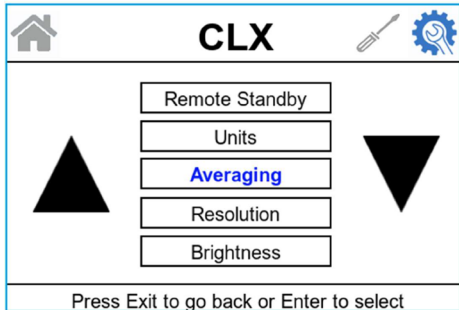 CLX
Remote Standby
Units
Averaging
Resolution
Brightness
Press Exit to go back or Enter to select